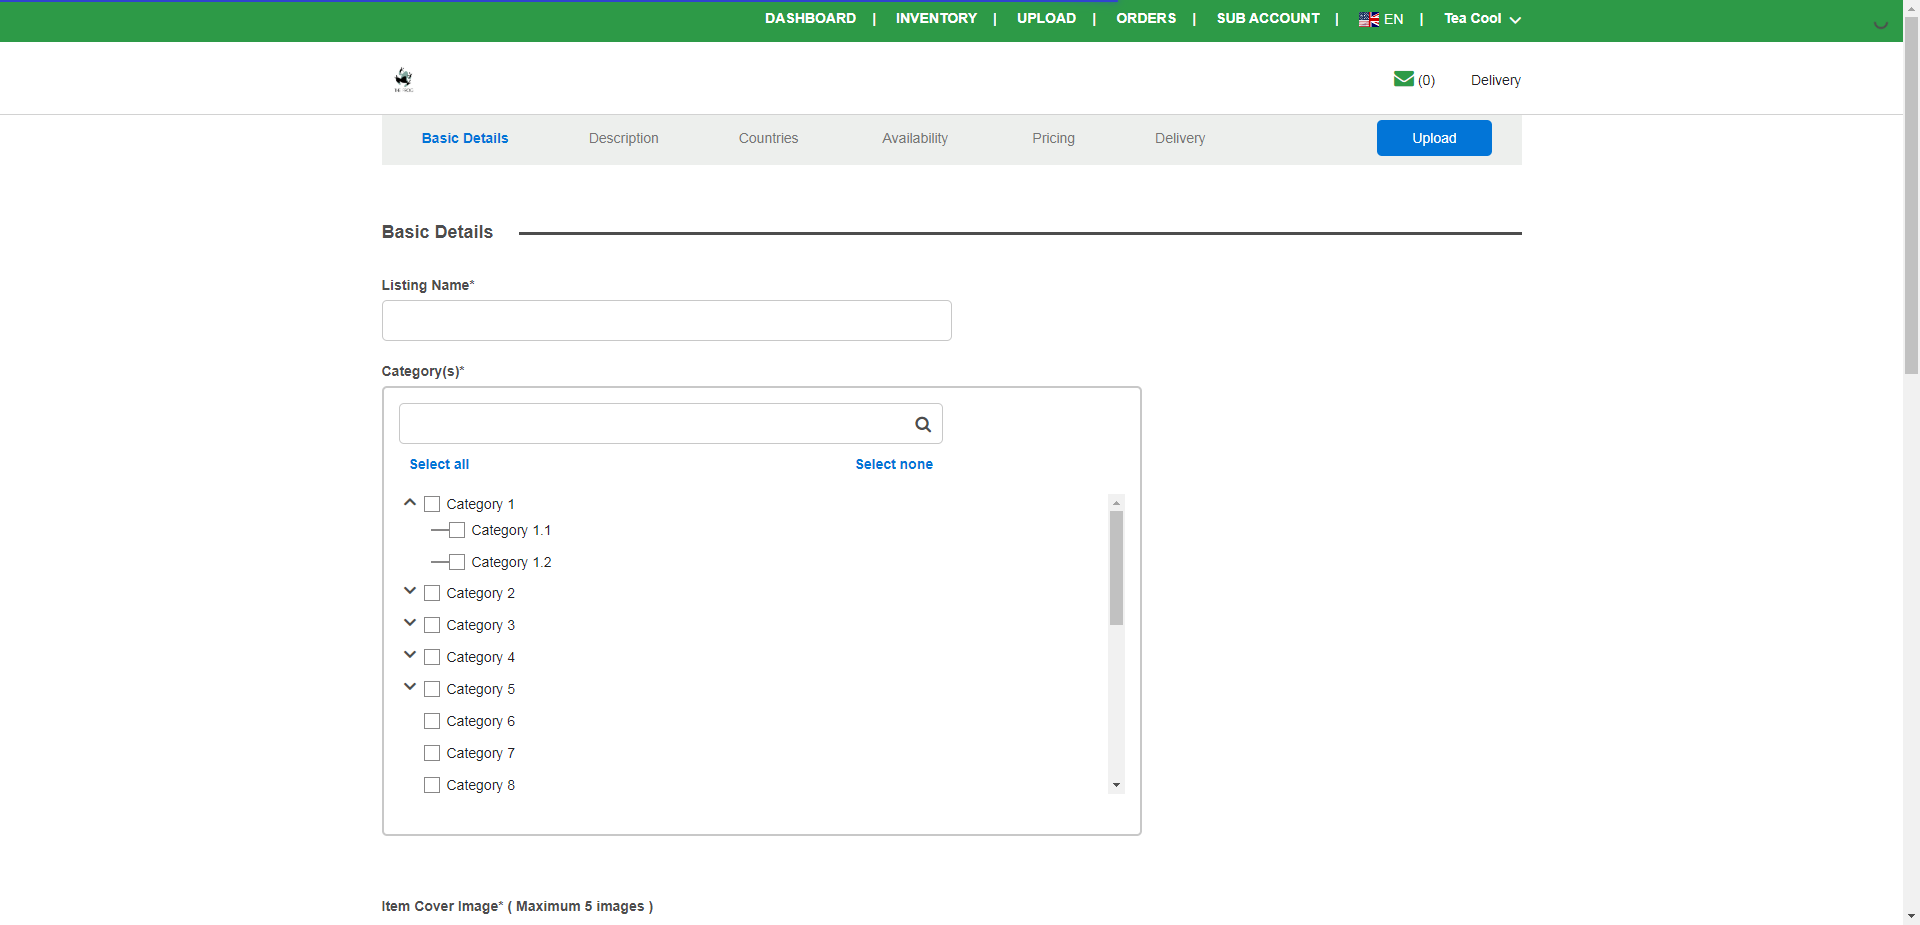 DASHBOARD | INVENTORY | UPLOAD | ORDERS | SUB ACCOUNT | EN | Tea Cool
(0) Delivery
Basic Details Description Countries Availability Pricing Delivery Upload
Basic Details
Listing Name*
Category(s)*
Select all Select none
Category 1
Category 1.1
Category 1.2
Category 2
Category 3
Category 4
Category 5
Category 6
Category 7
Category 8
Item Cover Image* ( Maximum 5 images )